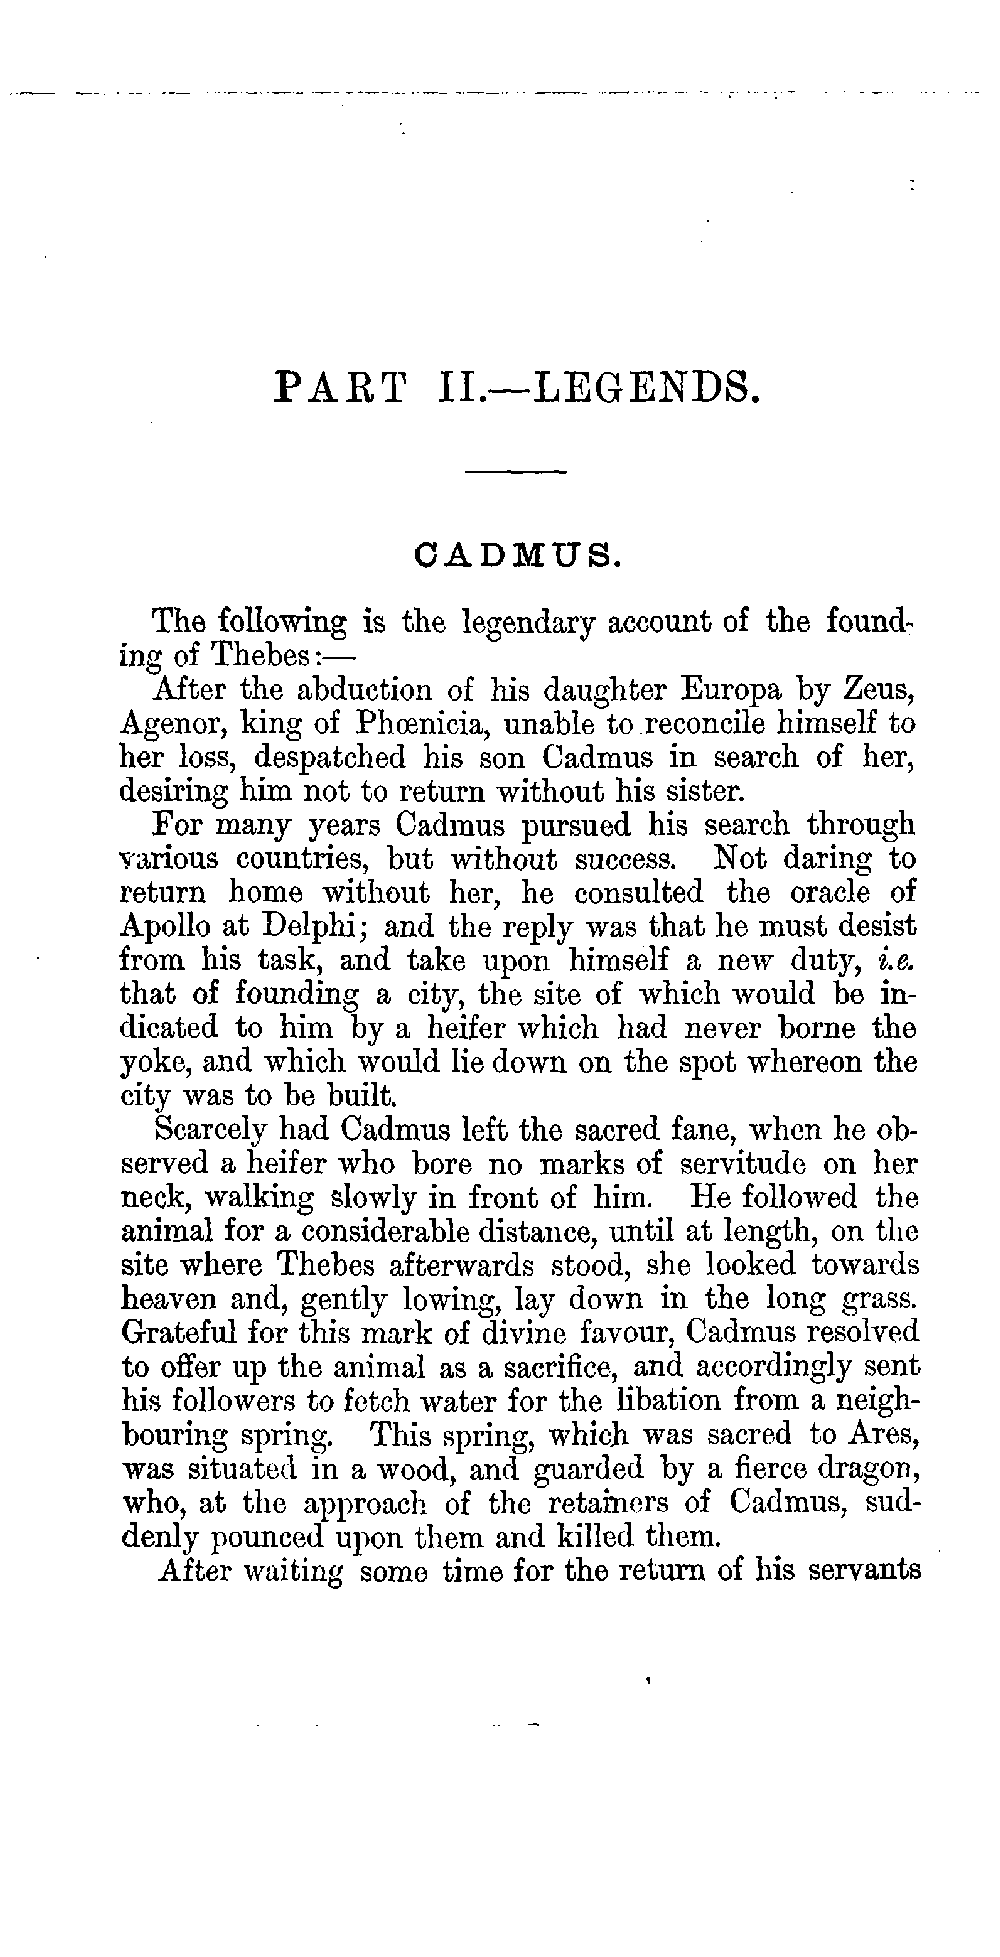 PART II.—LEGENDS.
CADMUS.
The following is the legendary account of the found-
ing of Thebes:—
After the abduction of his daughter Europa by Zeus,
Agenor, king of Phœnicia, unable to reconcile himself to
her loss, despatched his son Cadmus in search of her,
desiring him not to return without his sister.
For many years Cadmus pursued his search through
various countries, but without success. Not daring to
return home without her, he consulted the oracle of
Apollo at Delphi; and the reply was that he must desist
from his task, and take upon himself a new duty, i.e.
that of founding a city, the site of which would be in-
dicated to him by a heifer which had never borne the
yoke, and which would lie down on the spot whereon the
city was to be built.
Scarcely had Cadmus left the sacred fane, when he ob-
served a heifer who bore no marks of servitude on her
neck, walking slowly in front of him. He followed the
animal for a considerable distance, until at length, on the
site where Thebes afterwards stood, she looked towards
heaven and, gently lowing, lay down in the long grass.
Grateful for this mark of divine favour, Cadmus resolved
to offer up the animal as a sacrifice, and accordingly sent
his followers to fetch water for the libation from a neigh-
bouring spring. This spring, which was sacred to Ares,
was situated in a wood, and guarded by a fierce dragon,
who, at the approach of the retainers of Cadmus, sud-
denly pounced upon them and killed them.
After waiting some time for the return of his servants